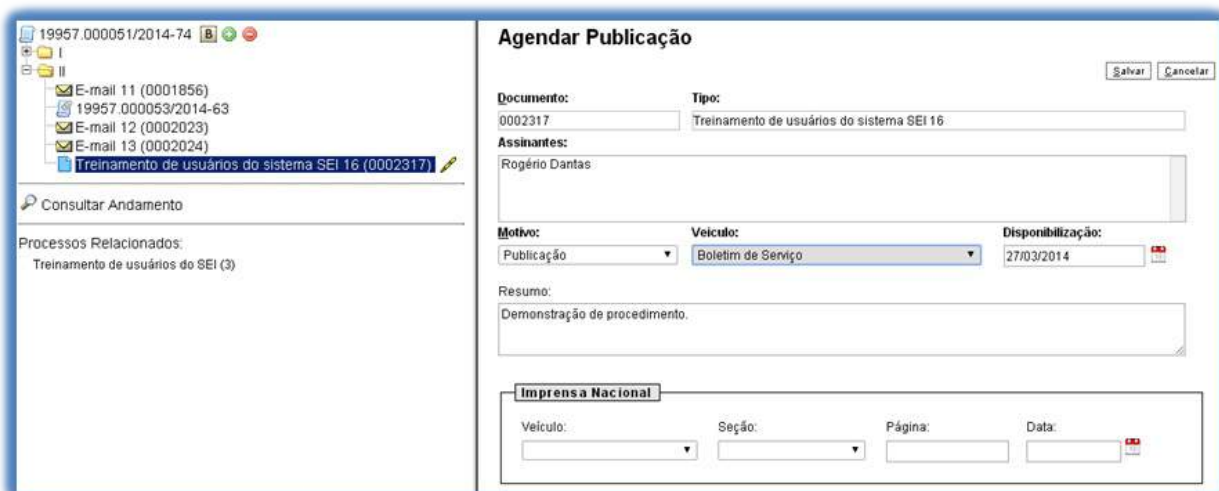 19957.000051/2014-74 B
I
II
E-mail 11 (0001856)
19957.000053/2014-63
E-mail 12 (0002023)
E-mail 13 (0002024)
Treinamento de usuários do sistema SEI 16 (0002317)
Consultar Andamento
Processos Relacionados:
Treinamento de usuários do SEI (3)
Agendar Publicação
Salvar Cancelar
Documento: Tipo:
0002317 Treinamento de usuários do sistema SEI 16
Assinantes:
Rogério Dantas
Motivo: Veículo: Disponibilização:
Publicação Boletim de Serviço 27/03/2014
Resumo:
Demonstração de procedimento.
Imprensa Nacional
Veículo: Seção: Página: Data: